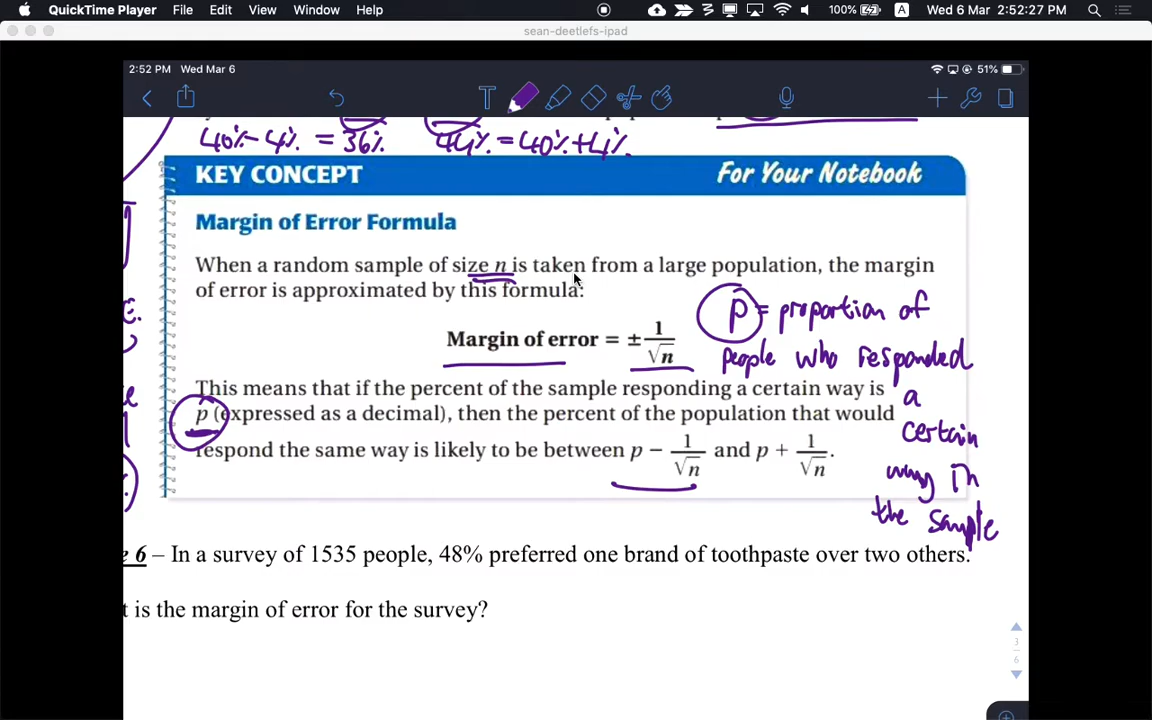 QuickTime Player File Edit View Window Help 100% A Wed 6 Mar 2:52:27 PM
sean-deetlefs-ipad
2:52 PM Wed Mar 6 51%
40%-4% = 36% 44% = 40%+4%
KEY CONCEPT For Your Notebook
Margin of Error Formula
When a random sample of size n is taken from a large population, the margin
of error is approximated by this formula:
Margin of error = ± 1/√n
p = proportion of
people who responded
a
certain
way in
the sample
This means that if the percent of the sample responding a certain way is
p (expressed as a decimal), then the percent of the population that would
respond the same way is likely to be between p − 1/√n and p + 1/√n.
e 6 – In a survey of 1535 people, 48% preferred one brand of toothpaste over two others.
t is the margin of error for the survey?
3
6